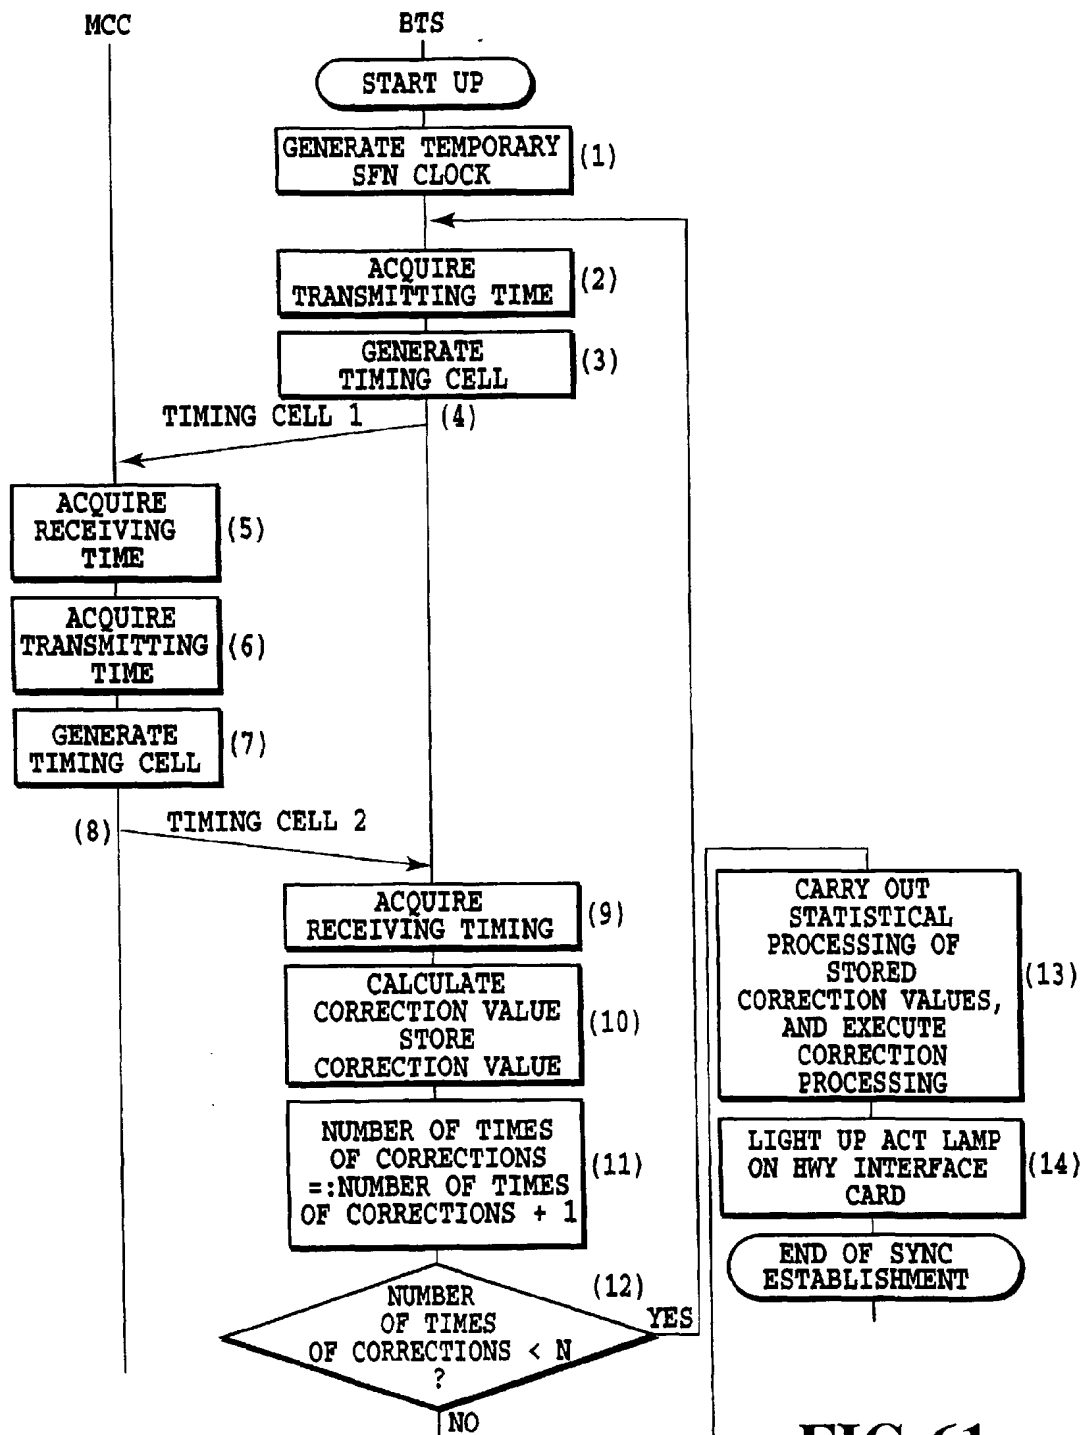 MCC
BTS
START UP
GENERATE TEMPORARY
SFN CLOCK
(1)
ACQUIRE
TRANSMITTING TIME
(2)
GENERATE
TIMING CELL
(3)
TIMING CELL 1
(4)
ACQUIRE
RECEIVING
TIME
(5)
ACQUIRE
TRANSMITTING
TIME
(6)
GENERATE
TIMING CELL
(7)
(8)
TIMING CELL 2
ACQUIRE
RECEIVING TIMING
(9)
CALCULATE
CORRECTION VALUE
STORE
CORRECTION VALUE
(10)
NUMBER OF TIMES
OF CORRECTIONS
=:NUMBER OF TIMES
OF CORRECTIONS + 1
(11)
NUMBER
OF TIMES
OF CORRECTIONS < N
?
(12)
YES
NO
CARRY OUT
STATISTICAL
PROCESSING OF
STORED
CORRECTION VALUES,
AND EXECUTE
CORRECTION
PROCESSING
(13)
LIGHT UP ACT LAMP
ON HWY INTERFACE
CARD
(14)
END OF SYNC
ESTABLISHMENT
FIG.61